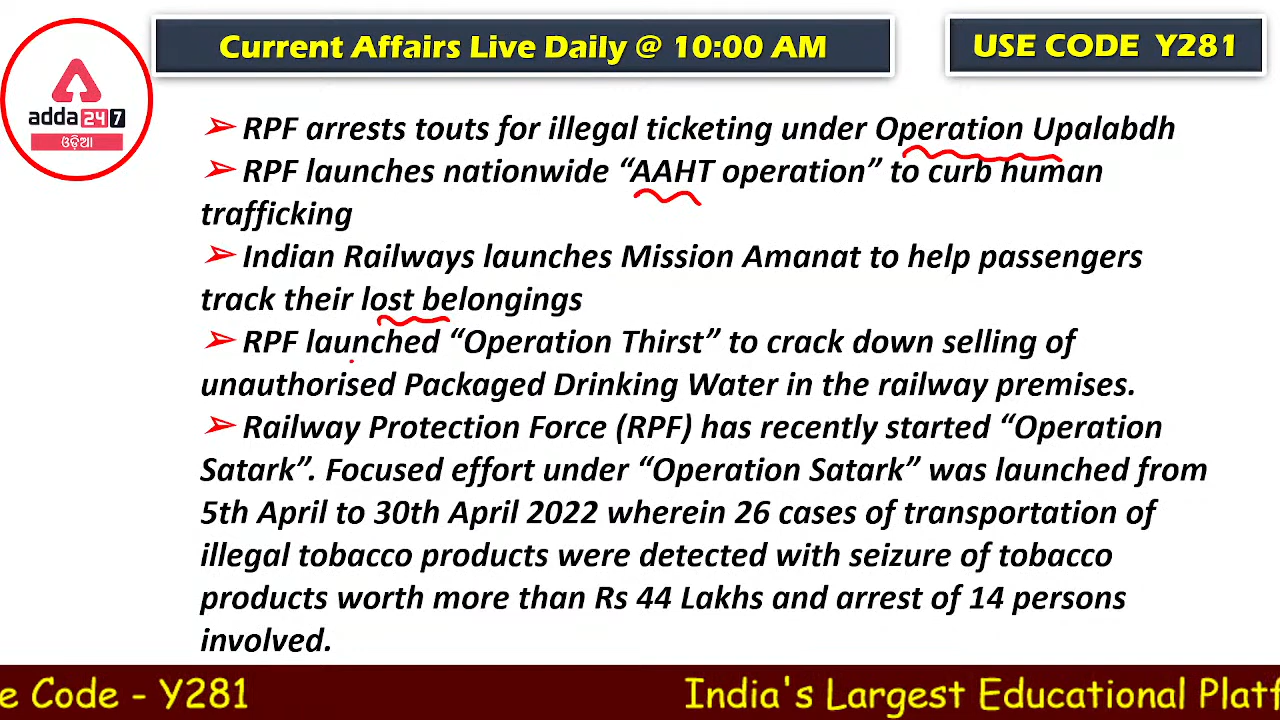 Current Affairs Live Daily @ 10:00 AM
USE CODE Y281
adda 24 7
ଓଡ଼ିଆ
➢ RPF arrests touts for illegal ticketing under Operation Upalabdh
➢ RPF launches nationwide “AAHT operation” to curb human
trafficking
➢ Indian Railways launches Mission Amanat to help passengers
track their lost belongings
➢ RPF launched “Operation Thirst” to crack down selling of
unauthorised Packaged Drinking Water in the railway premises.
➢ Railway Protection Force (RPF) has recently started “Operation
Satark”. Focused effort under “Operation Satark” was launched from
5th April to 30th April 2022 wherein 26 cases of transportation of
illegal tobacco products were detected with seizure of tobacco
products worth more than Rs 44 Lakhs and arrest of 14 persons
involved.
e Code - Y281 India's Largest Educational Platf